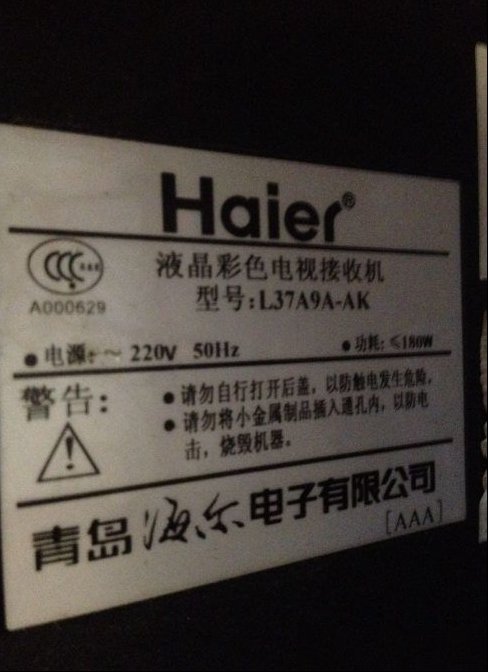 Haier®
液晶彩色电视接收机
A000629
型号:L37A9A-AK
●电源:～ 220V 50Hz
●功耗:≤180W
警告:
●请勿自行打开后盖，以防触电发生危险，
●请勿将小金属制品插入通孔内，以防电
击，烧毁机器。
青岛海尔电子有限公司
[AAA]